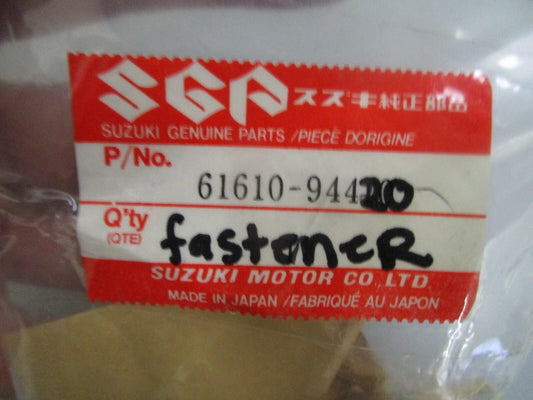 SGP スズキ純正部品
SUZUKI GENUINE PARTS / PIECE DORIGINE
P/No.
61610-94420
Q'ty
(QTE)
fasteneR
SUZUKI MOTOR CO., LTD.
MADE IN JAPAN / FABRIQUÉ AU JAPON